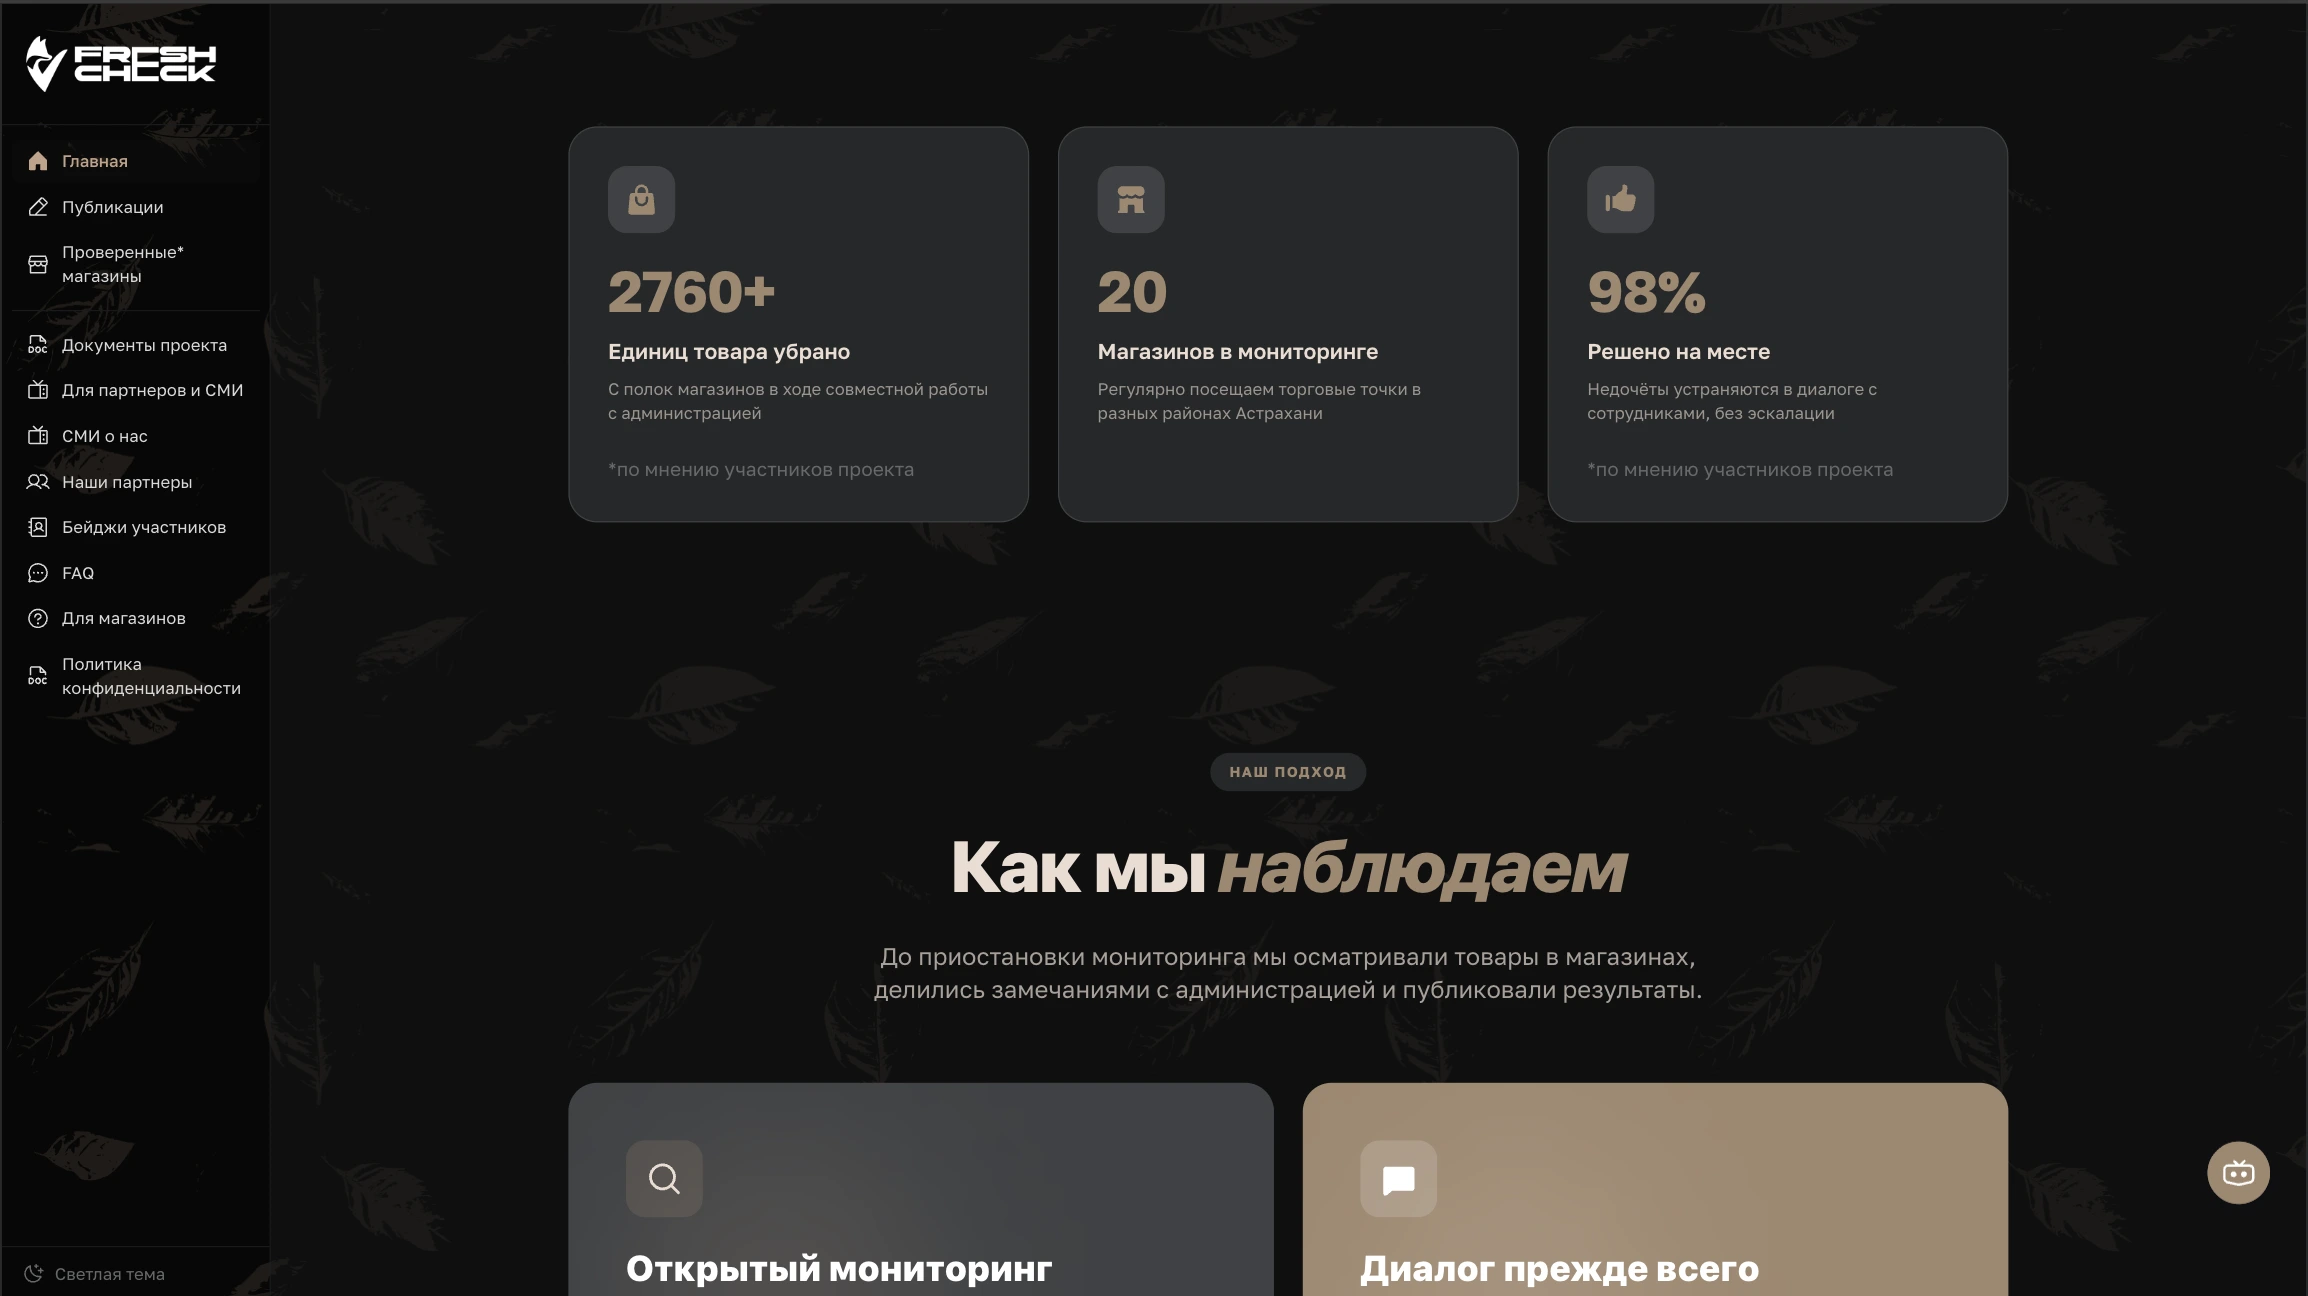 FRESH
CHECK
Главная
Публикации
Проверенные*
магазины
Документы проекта
Для партнеров и СМИ
СМИ о нас
Наши партнеры
Бейджи участников
FAQ
Для магазинов
Политика
конфиденциальности
Светлая тема
2760+
Единиц товара убрано
С полок магазинов в ходе совместной работы
с администрацией
*по мнению участников проекта
20
Магазинов в мониторинге
Регулярно посещаем торговые точки в
разных районах Астрахани
98%
Решено на месте
Недочёты устраняются в диалоге с
сотрудниками, без эскалации
*по мнению участников проекта
НАШ ПОДХОД
Как мы наблюдаем
До приостановки мониторинга мы осматривали товары в магазинах,
делились замечаниями с администрацией и публиковали результаты.
Открытый мониторинг
Диалог прежде всего